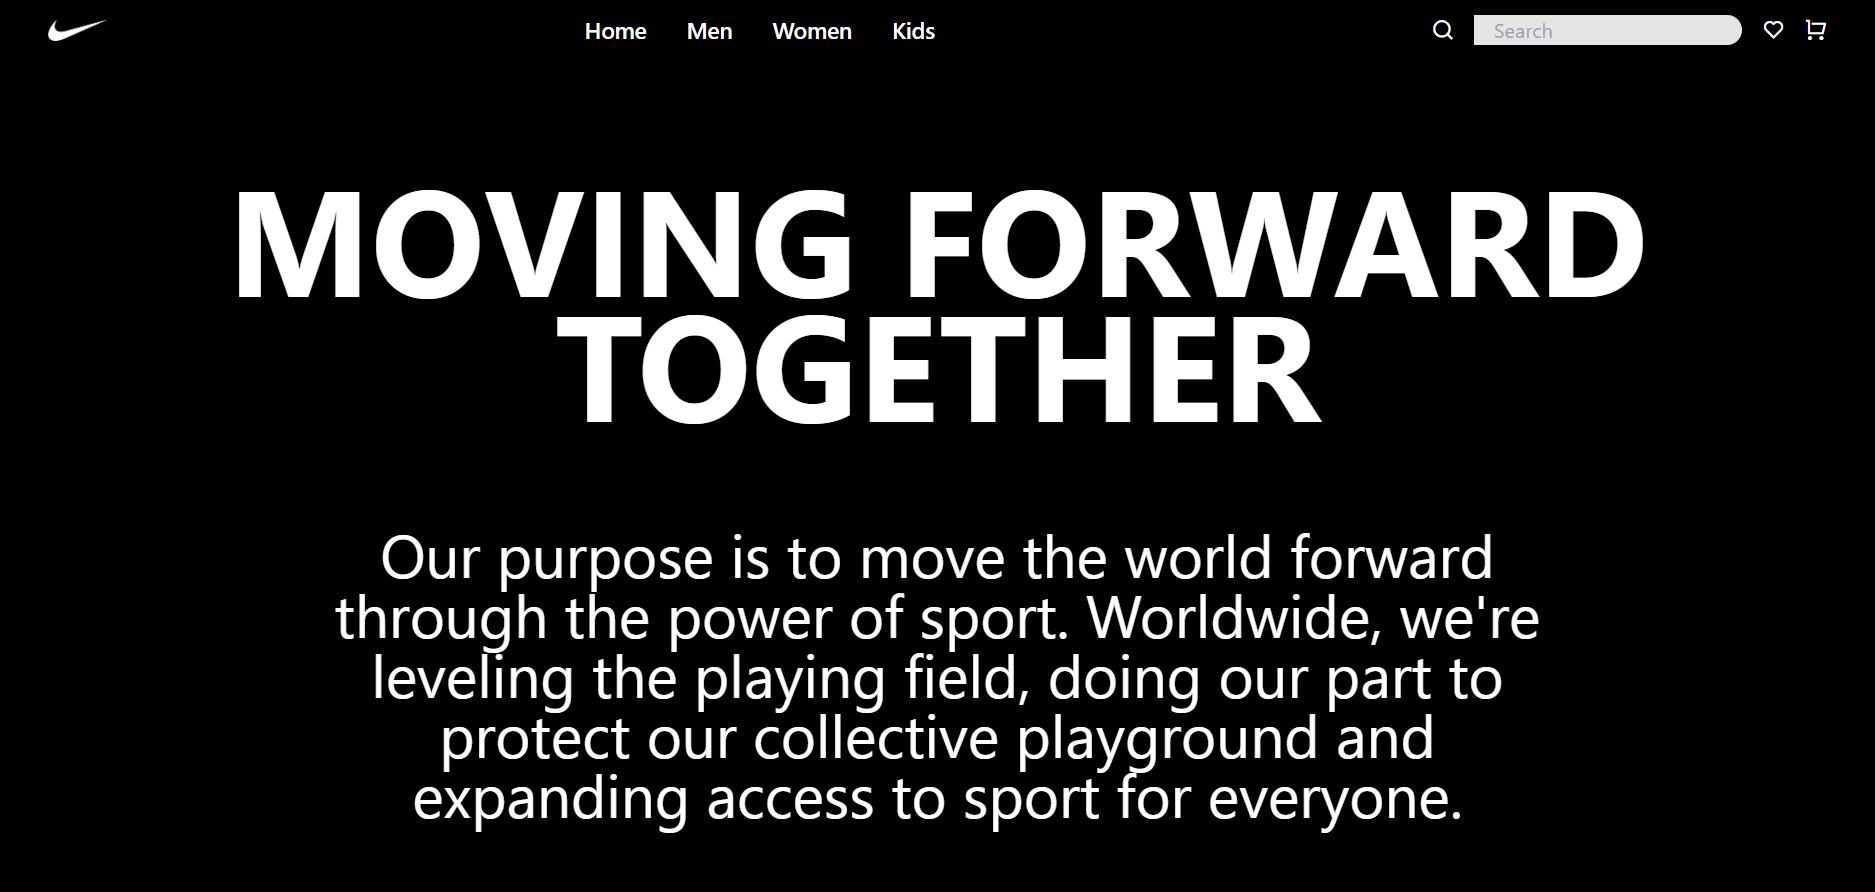 Home Men Women Kids Search
MOVING FORWARD
TOGETHER
Our purpose is to move the world forward
through the power of sport. Worldwide, we're
leveling the playing field, doing our part to
protect our collective playground and
expanding access to sport for everyone.